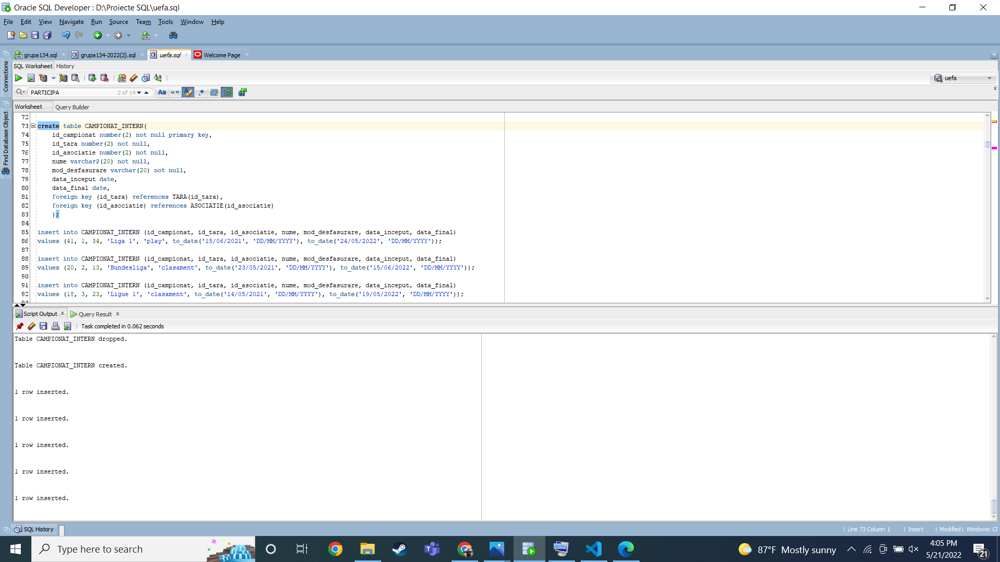 Oracle SQL Developer : D:\Proiecte SQL\uefa.sql
File Edit View Navigate Run Source Team Tools Window Help
grupa134.sql grupa134-2022(2).sql uefa.sql Welcome Page
Connections
Find Database Object
SQL Worksheet History
uefa
PARTICIPA 2 of 14 Aa “ ” .*
Worksheet Query Builder
72
73 create table CAMPIONAT_INTERN(
74 id_campionat number(2) not null primary key,
75 id_tara number(2) not null,
76 id_asociatie number(2) not null,
77 nume varchar2(20) not null,
78 mod_desfasurare varchar(20) not null,
79 data_inceput date,
80 data_final date,
81 foreign key (id_tara) references TARA(id_tara),
82 foreign key (id_asociatie) references ASOCIATIE(id_asociatie)
83 );
84
85 insert into CAMPIONAT_INTERN (id_campionat, id_tara, id_asociatie, nume, mod_desfasurare, data_inceput, data_final)
86 values (41, 1, 34, 'Liga 1', 'play', to_date('15/06/2021', 'DD/MM/YYYY'), to_date('24/05/2022', 'DD/MM/YYYY'));
87
88 insert into CAMPIONAT_INTERN (id_campionat, id_tara, id_asociatie, nume, mod_desfasurare, data_inceput, data_final)
89 values (20, 2, 13, 'Bundesliga', 'clasament', to_date('23/05/2021', 'DD/MM/YYYY'), to_date('15/06/2022', 'DD/MM/YYYY'));
90
91 insert into CAMPIONAT_INTERN (id_campionat, id_tara, id_asociatie, nume, mod_desfasurare, data_inceput, data_final)
92 values (18, 3, 23, 'Ligue 1', 'clasament', to_date('14/05/2021', 'DD/MM/YYYY'), to_date('19/05/2022', 'DD/MM/YYYY'));
93
Script Output x Query Result x
Task completed in 0.062 seconds
Table CAMPIONAT_INTERN dropped.
Table CAMPIONAT_INTERN created.
1 row inserted.
1 row inserted.
1 row inserted.
1 row inserted.
1 row inserted.
SQL History
Line 73 Column 1 | Insert | Modified | Windows: CF
Type here to search
87°F Mostly sunny
4:05 PM
5/21/2022
21